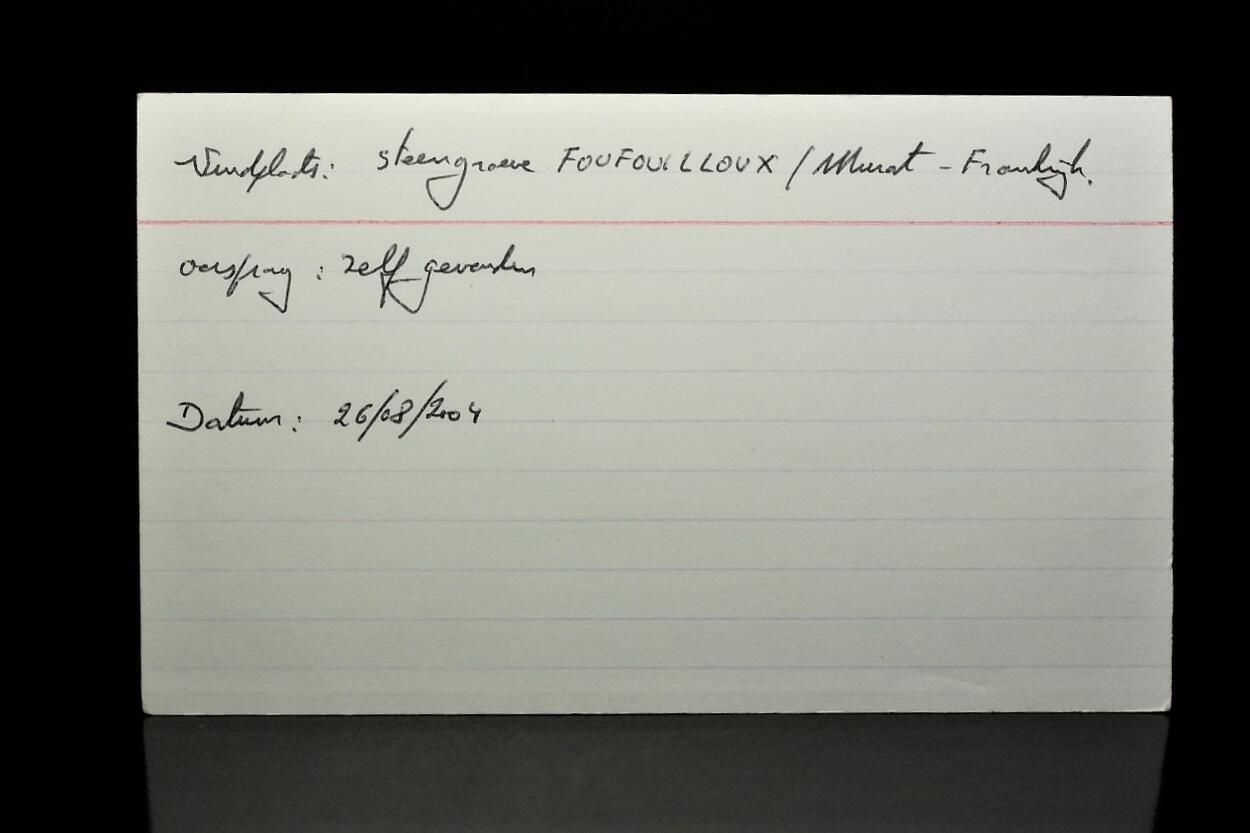 Vindplaats: steengroeve FOUFOUILLOUX / Murat - Frankrijk.
oorsprong : zelf gevonden
Datum: 26/08/2004